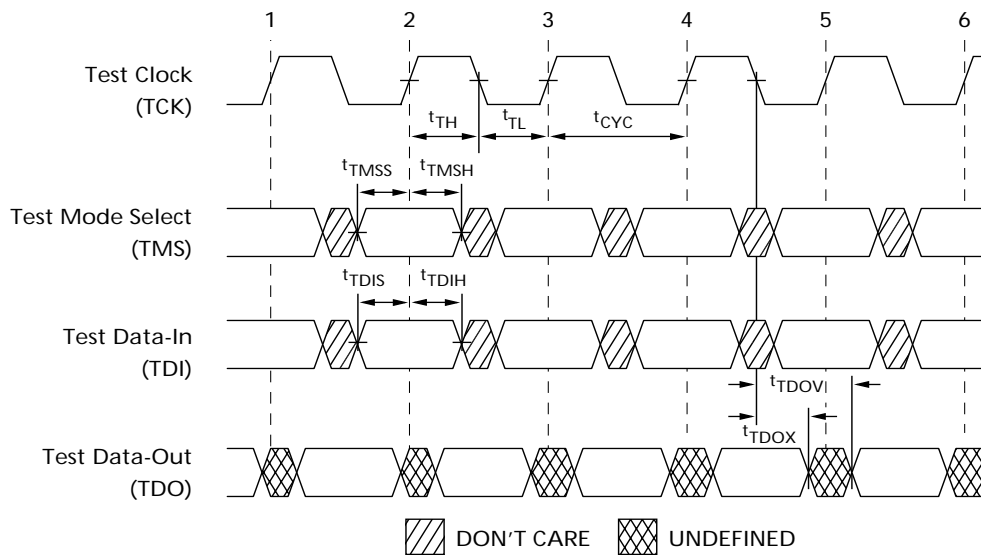 1 2 3 4 5 6
Test Clock
(TCK)
tTH tTL tCYC
tTMSS tTMSH
Test Mode Select
(TMS)
tTDIS tTDIH
Test Data-In
(TDI)
tTDOV
tTDOX
Test Data-Out
(TDO)
DON'T CARE UNDEFINED